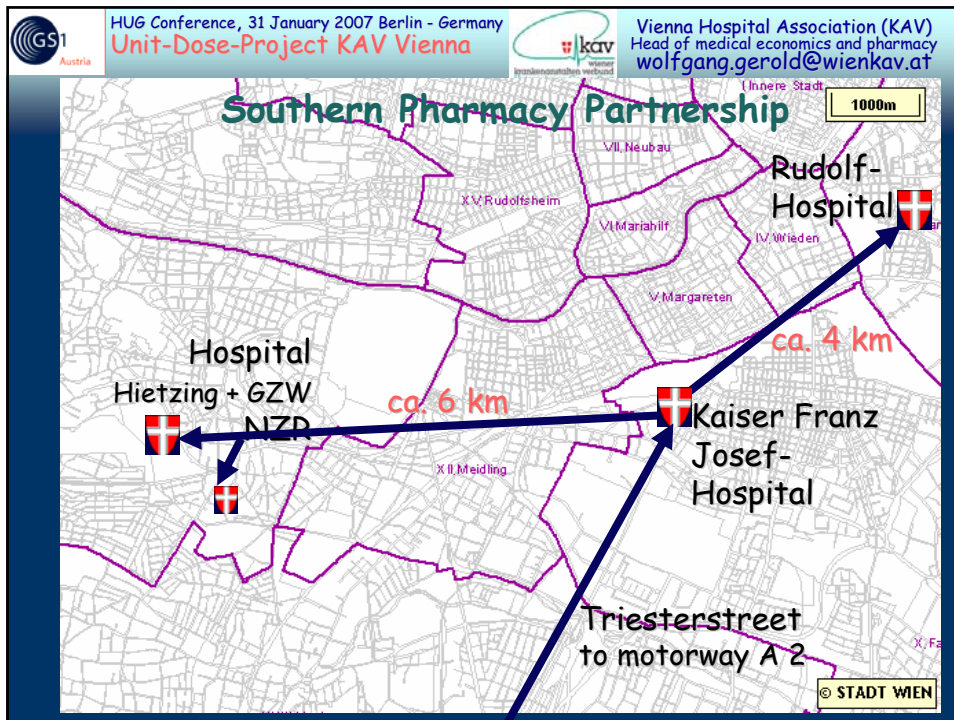 GS1
Austria
HUG Conference, 31 January 2007 Berlin - Germany
Unit-Dose-Project KAV Vienna
kav
wiener
krankenanstalten verbund
Vienna Hospital Association (KAV)
Head of medical economics and pharmacy
wolfgang.gerold@wienkav.at
Southern Pharmacy Partnership
I Innere Stadt
1000m
VII, Neubau
Rudolf-
Hospital
XV, Rudolfsheim
VI, Mariahilf
IV, Wieden
V, Margareten
ca. 4 km
Hospital
Hietzing + GZW
NZR
ca. 6 km
Kaiser Franz
Josef-
Hospital
XII, Meidling
Triesterstreet
to motorway A 2
X, Fa
© STADT WIEN